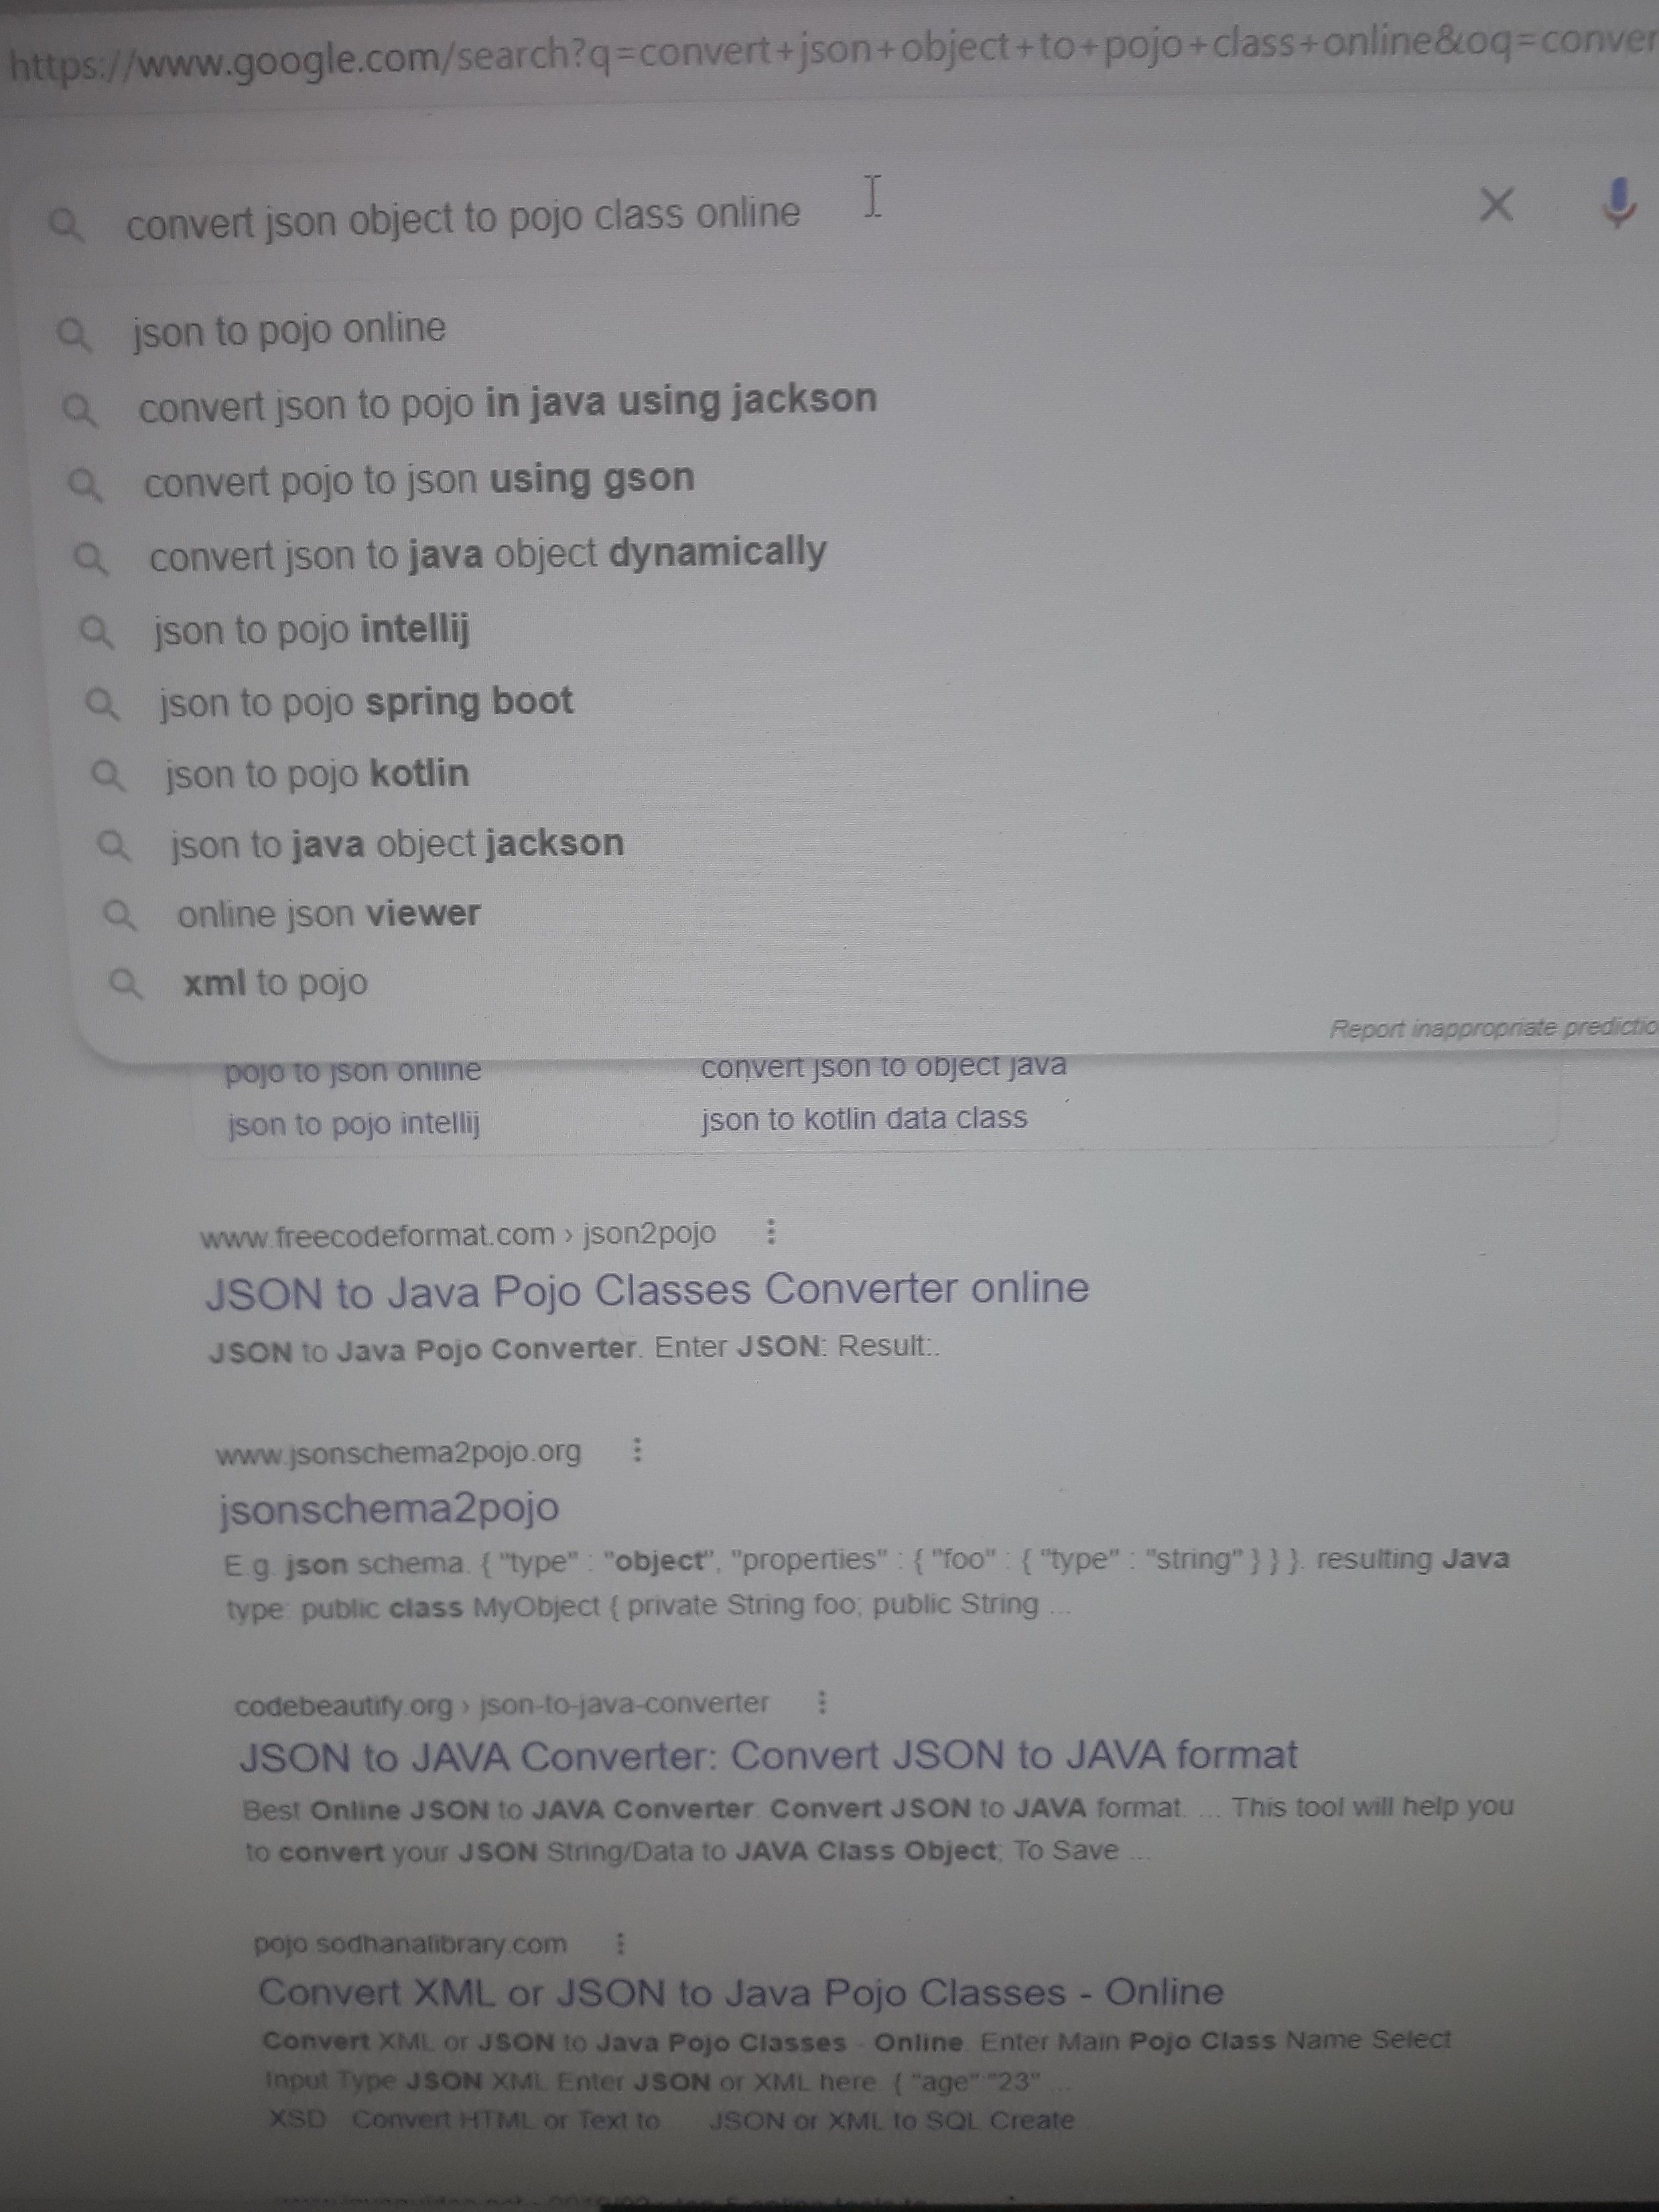 https://www.google.com/search?q=convert+json+object+to+pojo+class+online&oq=conver
convert json object to pojo class online
json to pojo online
convert json to pojo in java using jackson
convert pojo to json using gson
convert json to java object dynamically
json to pojo intellij
json to pojo spring boot
json to pojo kotlin
json to java object jackson
online json viewer
xml to pojo
Report inappropriate predictio
pojo to json online convert json to object java
json to pojo intellij json to kotlin data class
www.freecodeformat.com › json2pojo
JSON to Java Pojo Classes Converter online
JSON to Java Pojo Converter. Enter JSON: Result:.
www.jsonschema2pojo.org
jsonschema2pojo
E.g. json schema. { "type" : "object", "properties" : { "foo" : { "type" : "string" } } }. resulting Java
type: public class MyObject { private String foo; public String ...
codebeautify.org › json-to-java-converter
JSON to JAVA Converter: Convert JSON to JAVA format
Best Online JSON to JAVA Converter. Convert JSON to JAVA format. ... This tool will help you
to convert your JSON String/Data to JAVA Class Object; To Save ...
pojo.sodhanalibrary.com
Convert XML or JSON to Java Pojo Classes - Online
Convert XML or JSON to Java Pojo Classes - Online. Enter Main Pojo Class Name Select
Input Type JSON XML Enter JSON or XML here. { "age":"23" ...
XSD Convert HTML or Text to JSON or XML to SQL Create